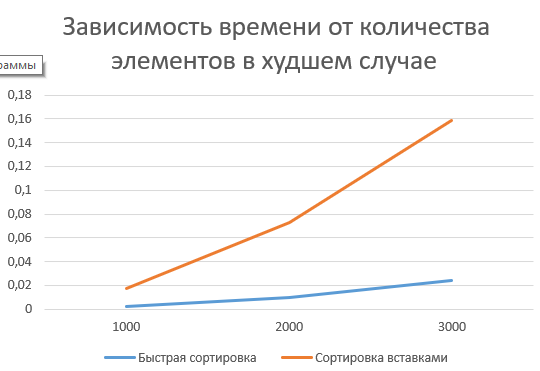 Зависимость времени от количества
элементов в худшем случае
раммы
0,18
0,16
0,14
0,12
0,1
0,08
0,06
0,04
0,02
0
1000 2000 3000
Быстрая сортировка Сортировка вставками